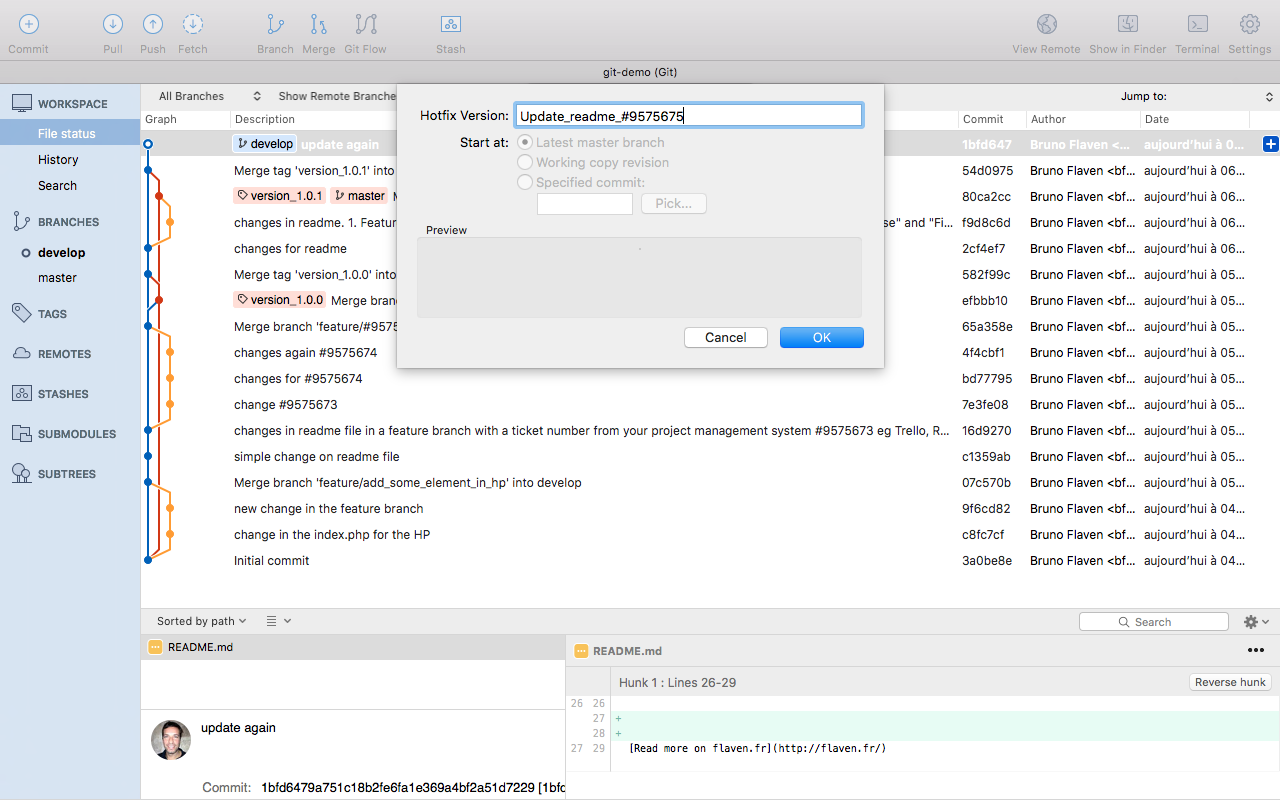 Commit Pull Push Fetch Branch Merge Git Flow Stash View Remote Show in Finder Terminal Settings
git-demo (Git)
WORKSPACE
File status
History
Search
BRANCHES
develop
master
TAGS
REMOTES
STASHES
SUBMODULES
SUBTREES
All Branches Show Remote Branche Jump to:
Graph Description Commit Author Date
develop update again 1bfd647 Bruno Flaven <... aujourd'hui à 0...
Merge tag 'version_1.0.1' into 54d0975 Bruno Flaven <bf... aujourd'hui à 06...
version_1.0.1 master 80ca2cc Bruno Flaven <bf... aujourd'hui à 06...
changes in readme. 1. Featur se" and "Fi... f9d8c6d Bruno Flaven <bf... aujourd'hui à 06...
changes for readme 2cf4ef7 Bruno Flaven <bf... aujourd'hui à 06...
Merge tag 'version_1.0.0' into 582f99c Bruno Flaven <bf... aujourd'hui à 06...
version_1.0.0 Merge bran efbbb10 Bruno Flaven <bf... aujourd'hui à 05...
Merge branch 'feature/#9575 65a358e Bruno Flaven <bf... aujourd'hui à 05...
changes again #9575674 4f4cbf1 Bruno Flaven <bf... aujourd'hui à 05...
changes for #9575674 bd77795 Bruno Flaven <bf... aujourd'hui à 05...
change #9575673 7e3fe08 Bruno Flaven <bf... aujourd'hui à 05...
changes in readme file in a feature branch with a ticket number from your project management system #9575673 eg Trello, R... 16d9270 Bruno Flaven <bf... aujourd'hui à 05...
simple change on readme file c1359ab Bruno Flaven <bf... aujourd'hui à 05...
Merge branch 'feature/add_some_element_in_hp' into develop 07c570b Bruno Flaven <bf... aujourd'hui à 05...
new change in the feature branch 9f6cd82 Bruno Flaven <bf... aujourd'hui à 04...
change in the index.php for the HP c8fc7cf Bruno Flaven <bf... aujourd'hui à 04...
Initial commit 3a0be8e Bruno Flaven <bf... aujourd'hui à 04...
Hotfix Version: Update_readme_#9575675
Start at: Latest master branch
Working copy revision
Specified commit:
Pick...
Preview
Cancel OK
Sorted by path Search
README.md
update again
Commit: 1bfd6479a751c18b2fe6fa1e369a4bf2a51d7229 [1bfd
README.md
Hunk 1 : Lines 26-29 Reverse hunk
26 26
27 +
28 +
27 29 [Read more on flaven.fr](http://flaven.fr/)